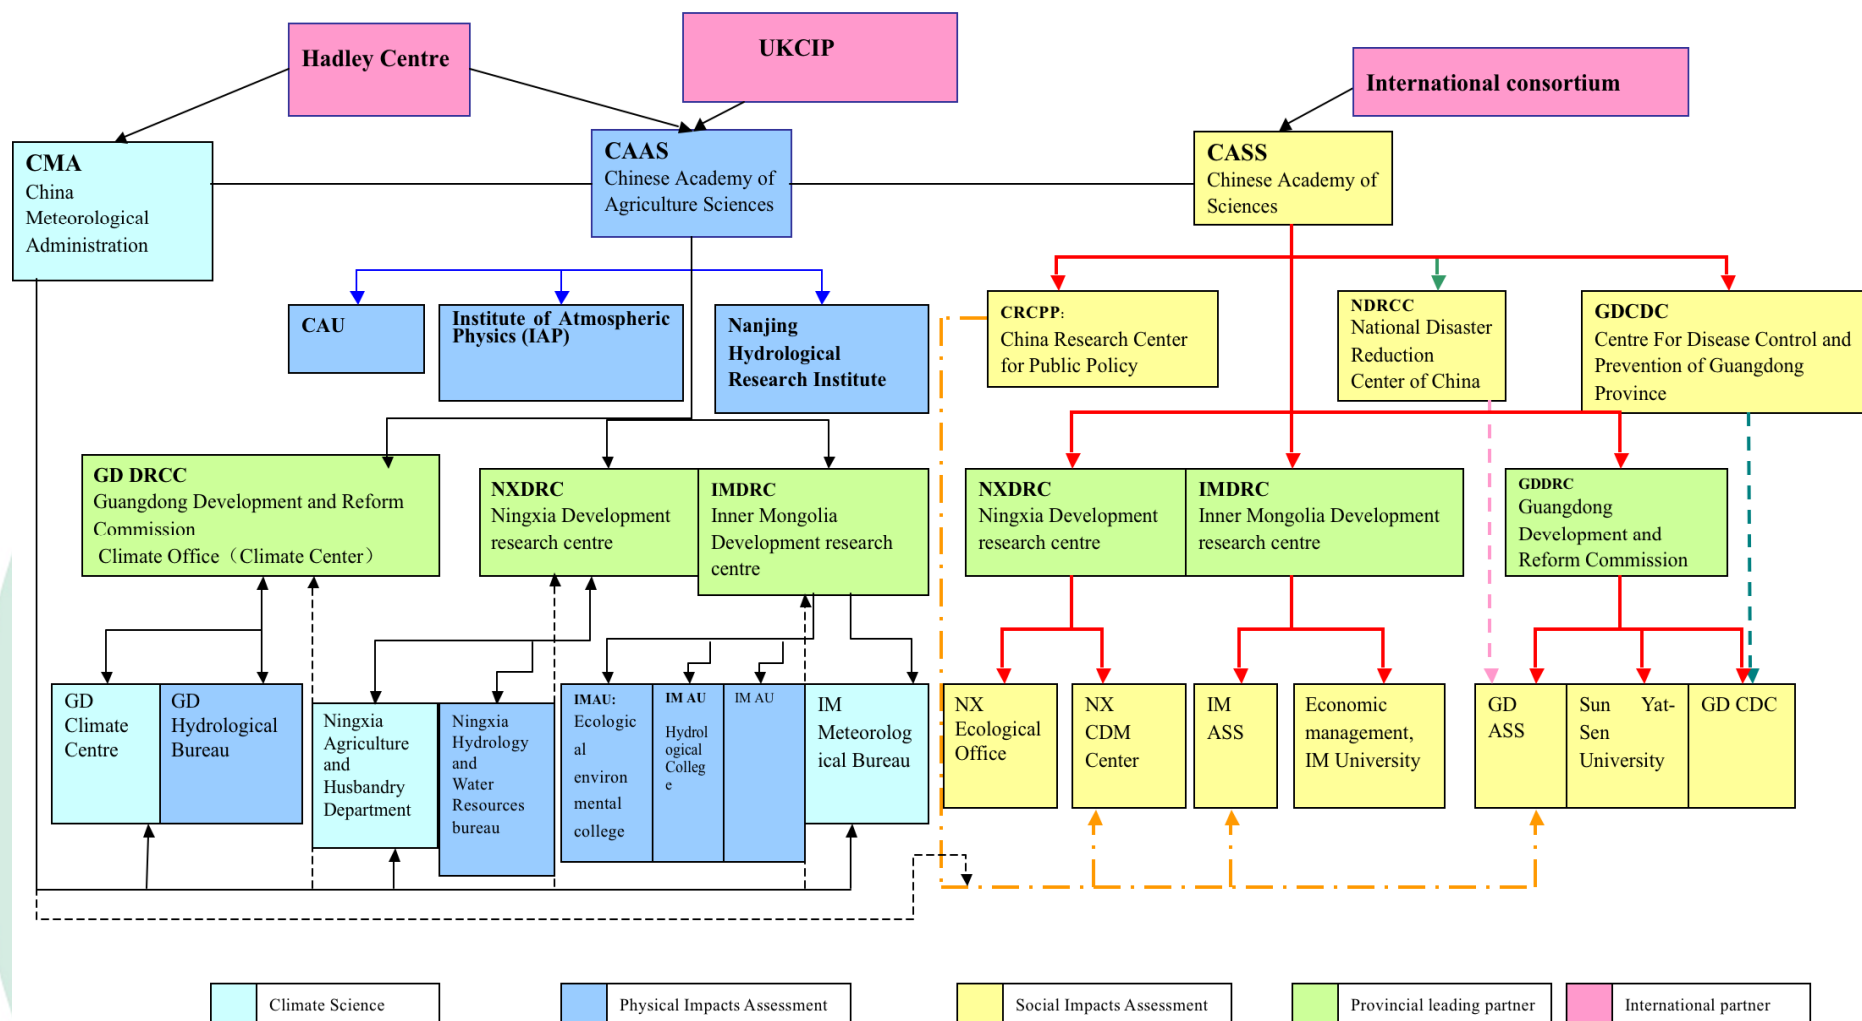 Hadley Centre
UKCIP
International consortium
CMA
China
Meteorological
Administration
CAAS
Chinese Academy of
Agriculture Sciences
CASS
Chinese Academy of
Sciences
CAU
Institute of Atmospheric
Physics (IAP)
Nanjing
Hydrological
Research Institute
CRCPP:
China Research Center
for Public Policy
NDRCC
National Disaster
Reduction
Center of China
GDCDC
Centre For Disease Control and
Prevention of Guangdong
Province
GD DRCC
Guangdong Development and Reform
Commission
Climate Office（Climate Center）
NXDRC
Ningxia Development
research centre
IMDRC
Inner Mongolia
Development research
centre
NXDRC
Ningxia Development
research centre
IMDRC
Inner Mongolia Development
research centre
GDDRC
Guangdong
Development and
Reform Commission
GD
Climate
Centre
GD
Hydrological
Bureau
Ningxia
Agriculture
and
Husbandry
Department
Ningxia
Hydrology
and
Water
Resources
bureau
IMAU:
Ecologic
al
environ
mental
college
IM AU
Hydrol
ogical
Colleg
e
IM AU
IM
Meteorolog
ical Bureau
NX
Ecological
Office
NX
CDM
Center
IM
ASS
Economic
management,
IM University
GD
ASS
Sun Yat-
Sen
University
GD CDC
Climate Science
Physical Impacts Assessment
Social Impacts Assessment
Provincial leading partner
International partner